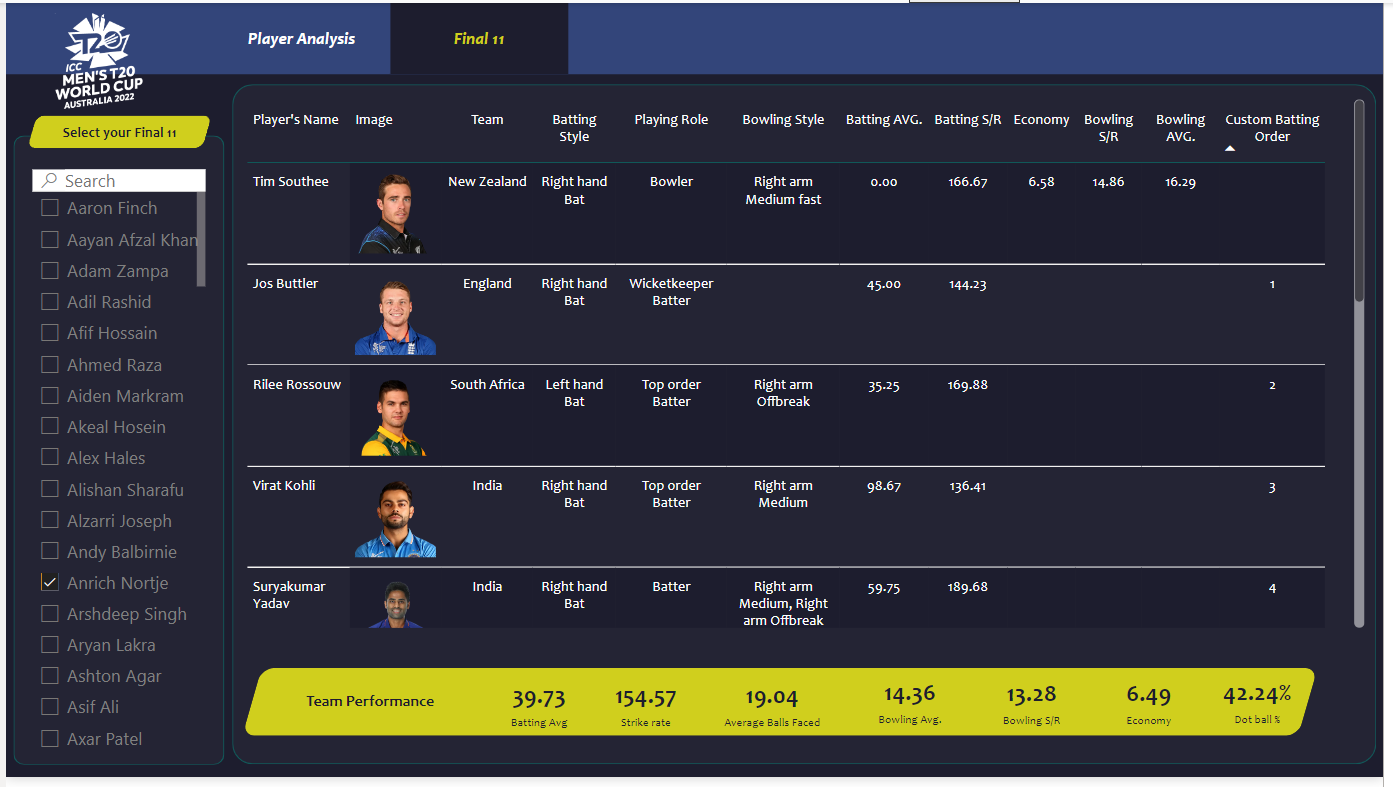 Player Analysis
Final 11
T20
ICC
MEN'S T20
WORLD CUP
AUSTRALIA 2022
Select your Final 11
Search
Aaron Finch
Aayan Afzal Khan
Adam Zampa
Adil Rashid
Afif Hossain
Ahmed Raza
Aiden Markram
Akeal Hosein
Alex Hales
Alishan Sharafu
Alzarri Joseph
Andy Balbirnie
Anrich Nortje
Arshdeep Singh
Aryan Lakra
Ashton Agar
Asif Ali
Axar Patel
Player's Name Image Team Batting Playing Role Bowling Style Batting AVG. Batting S/R Economy Bowling Bowling Custom Batting
Style S/R AVG. Order
Tim Southee New Zealand Right hand Bowler Right arm 0.00 166.67 6.58 14.86 16.29
Bat Medium fast
Jos Buttler England Right hand Wicketkeeper 45.00 144.23 1
Bat Batter
Rilee Rossouw South Africa Left hand Top order Right arm 35.25 169.88 2
Bat Batter Offbreak
Virat Kohli India Right hand Top order Right arm 98.67 136.41 3
Bat Batter Medium
Suryakumar India Right hand Batter Right arm 59.75 189.68 4
Yadav Bat Medium, Right
arm Offbreak
Team Performance 39.73 154.57 19.04 14.36 13.28 6.49 42.24%
Batting Avg Strike rate Average Balls Faced Bowling Avg. Bowling S/R Economy Dot ball %